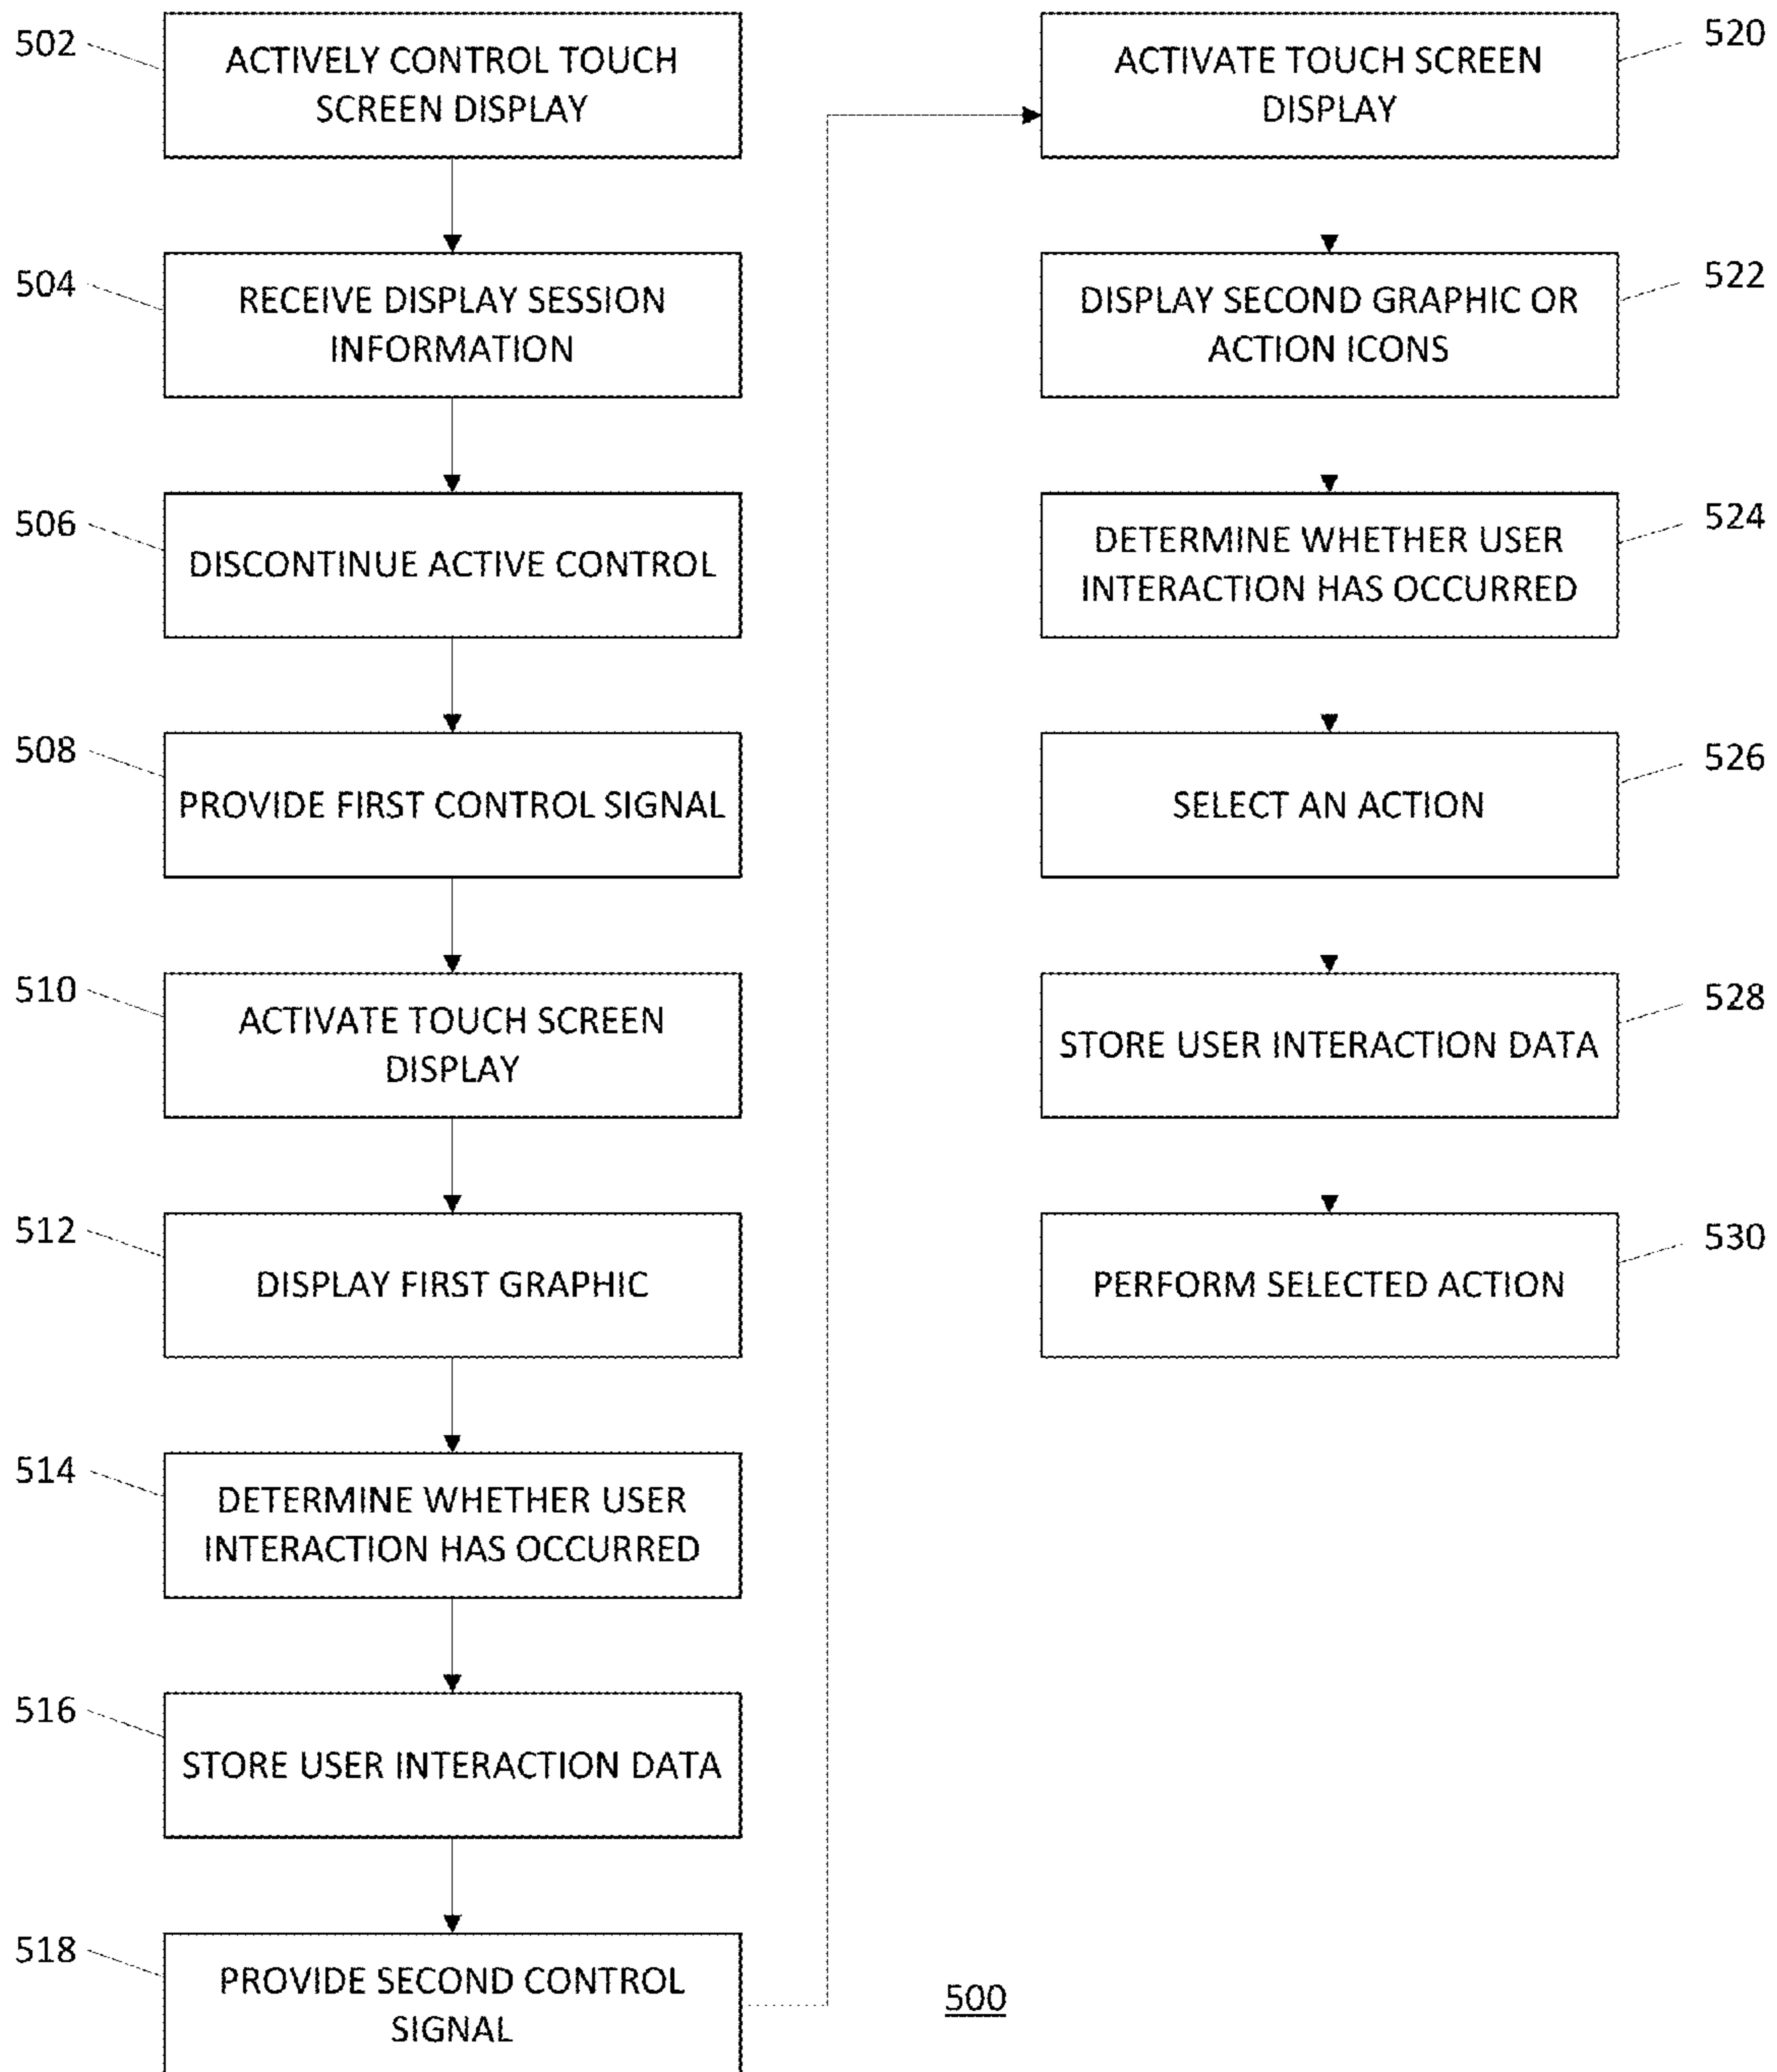 502
ACTIVELY CONTROL TOUCH
SCREEN DISPLAY
504
RECEIVE DISPLAY SESSION
INFORMATION
506
DISCONTINUE ACTIVE CONTROL
508
PROVIDE FIRST CONTROL SIGNAL
510
ACTIVATE TOUCH SCREEN
DISPLAY
512
DISPLAY FIRST GRAPHIC
514
DETERMINE WHETHER USER
INTERACTION HAS OCCURRED
516
STORE USER INTERACTION DATA
518
PROVIDE SECOND CONTROL
SIGNAL
520
ACTIVATE TOUCH SCREEN
DISPLAY
522
DISPLAY SECOND GRAPHIC OR
ACTION ICONS
524
DETERMINE WHETHER USER
INTERACTION HAS OCCURRED
526
SELECT AN ACTION
528
STORE USER INTERACTION DATA
530
PERFORM SELECTED ACTION
500